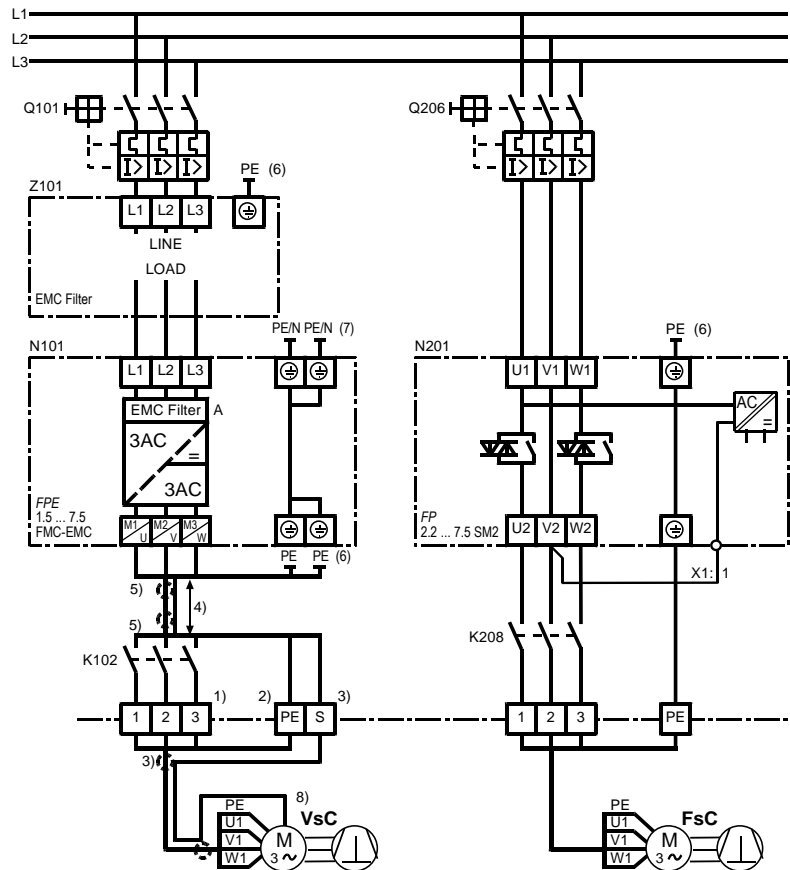 L1
L2
L3
Q101
Q206
I> I> I>
I> I> I>
PE (6)
Z101
L1 L2 L3
LINE
LOAD
EMC Filter
PE/N PE/N (7)
PE (6)
N101
N201
L1 L2 L3
U1 V1 W1
EMC Filter A
AC
=
3AC
=
3AC
FPE
1.5 ... 7.5
FMC-EMC
M1 U M2 V M3 W
FP
2.2 ... 7.5 SM2
U2 V2 W2
PE PE (6)
X1: 1
5)
4)
5)
K102
K208
1) 2) 3)
1 2 3 PE S
1 2 3 PE
3)
8)
PE
U1
V1
W1
VsC
M
3 ~
PE
U1
V1
W1
FsC
M
3 ~